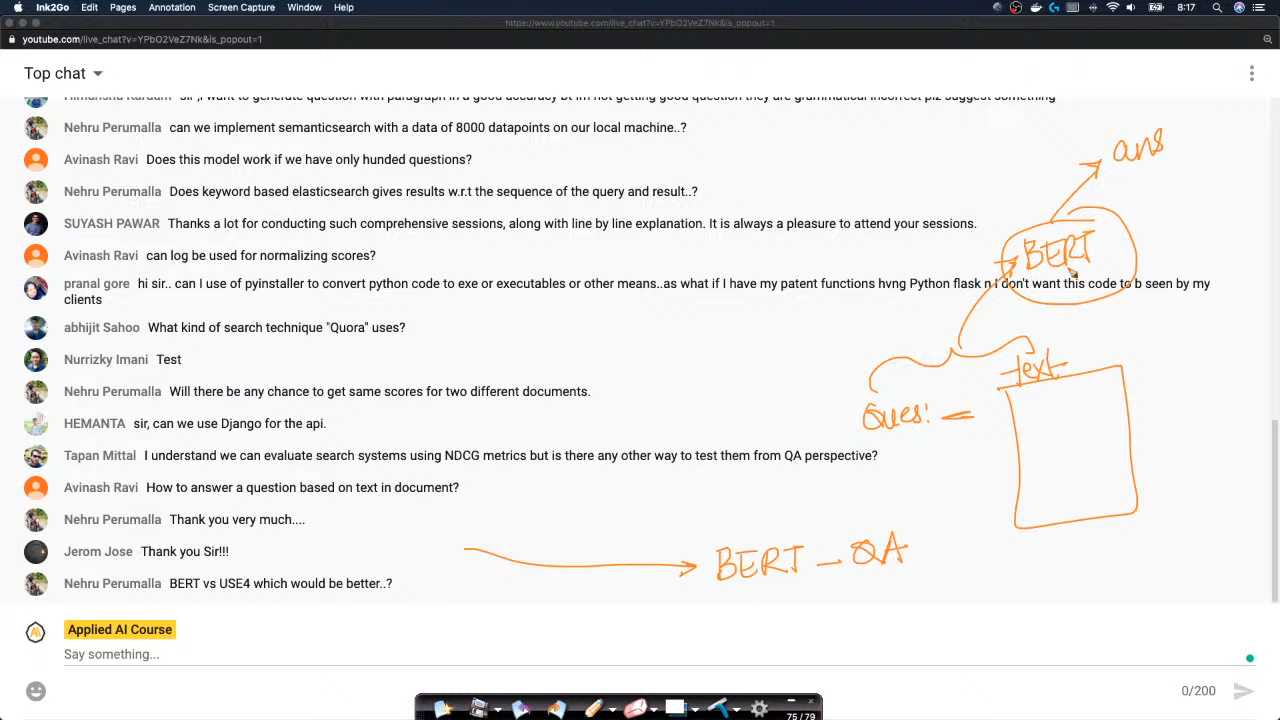 Ink2Go Edit Pages Annotation Screen Capture Window Help 8:17
https://www.youtube.com/live_chat?v=YPbO2VeZ7Nk&is_popout=1
youtube.com/live_chat?v=YPbO2VeZ7Nk&is_popout=1
Top chat
Nehru Perumalla can we implement semanticsearch with a data of 8000 datapoints on our local machine..?
Avinash Ravi Does this model work if we have only hunded questions?
Nehru Perumalla Does keyword based elasticsearch gives results w.r.t the sequence of the query and result..?
SUYASH PAWAR Thanks a lot for conducting such comprehensive sessions, along with line by line explanation. It is always a pleasure to attend your sessions.
Avinash Ravi can log be used for normalizing scores?
pranal gore hi sir.. can I use of pyinstaller to convert python code to exe or executables or other means..as what if I have my patent functions hvng Python flask n I don't want this code to b seen by my
clients
abhijit Sahoo What kind of search technique "Quora" uses?
Nurrizky Imani Test
Nehru Perumalla Will there be any chance to get same scores for two different documents.
HEMANTA sir, can we use Django for the api.
Tapan Mittal I understand we can evaluate search systems using NDCG metrics but is there any other way to test them from QA perspective?
Avinash Ravi How to answer a question based on text in document?
Nehru Perumalla Thank you very much....
Jerom Jose Thank you Sir!!!
Nehru Perumalla BERT vs USE4 which would be better..?
ans
BERT
text
Ques:
BERT - QA
Applied AI Course
Say something...
0/200
75 / 79